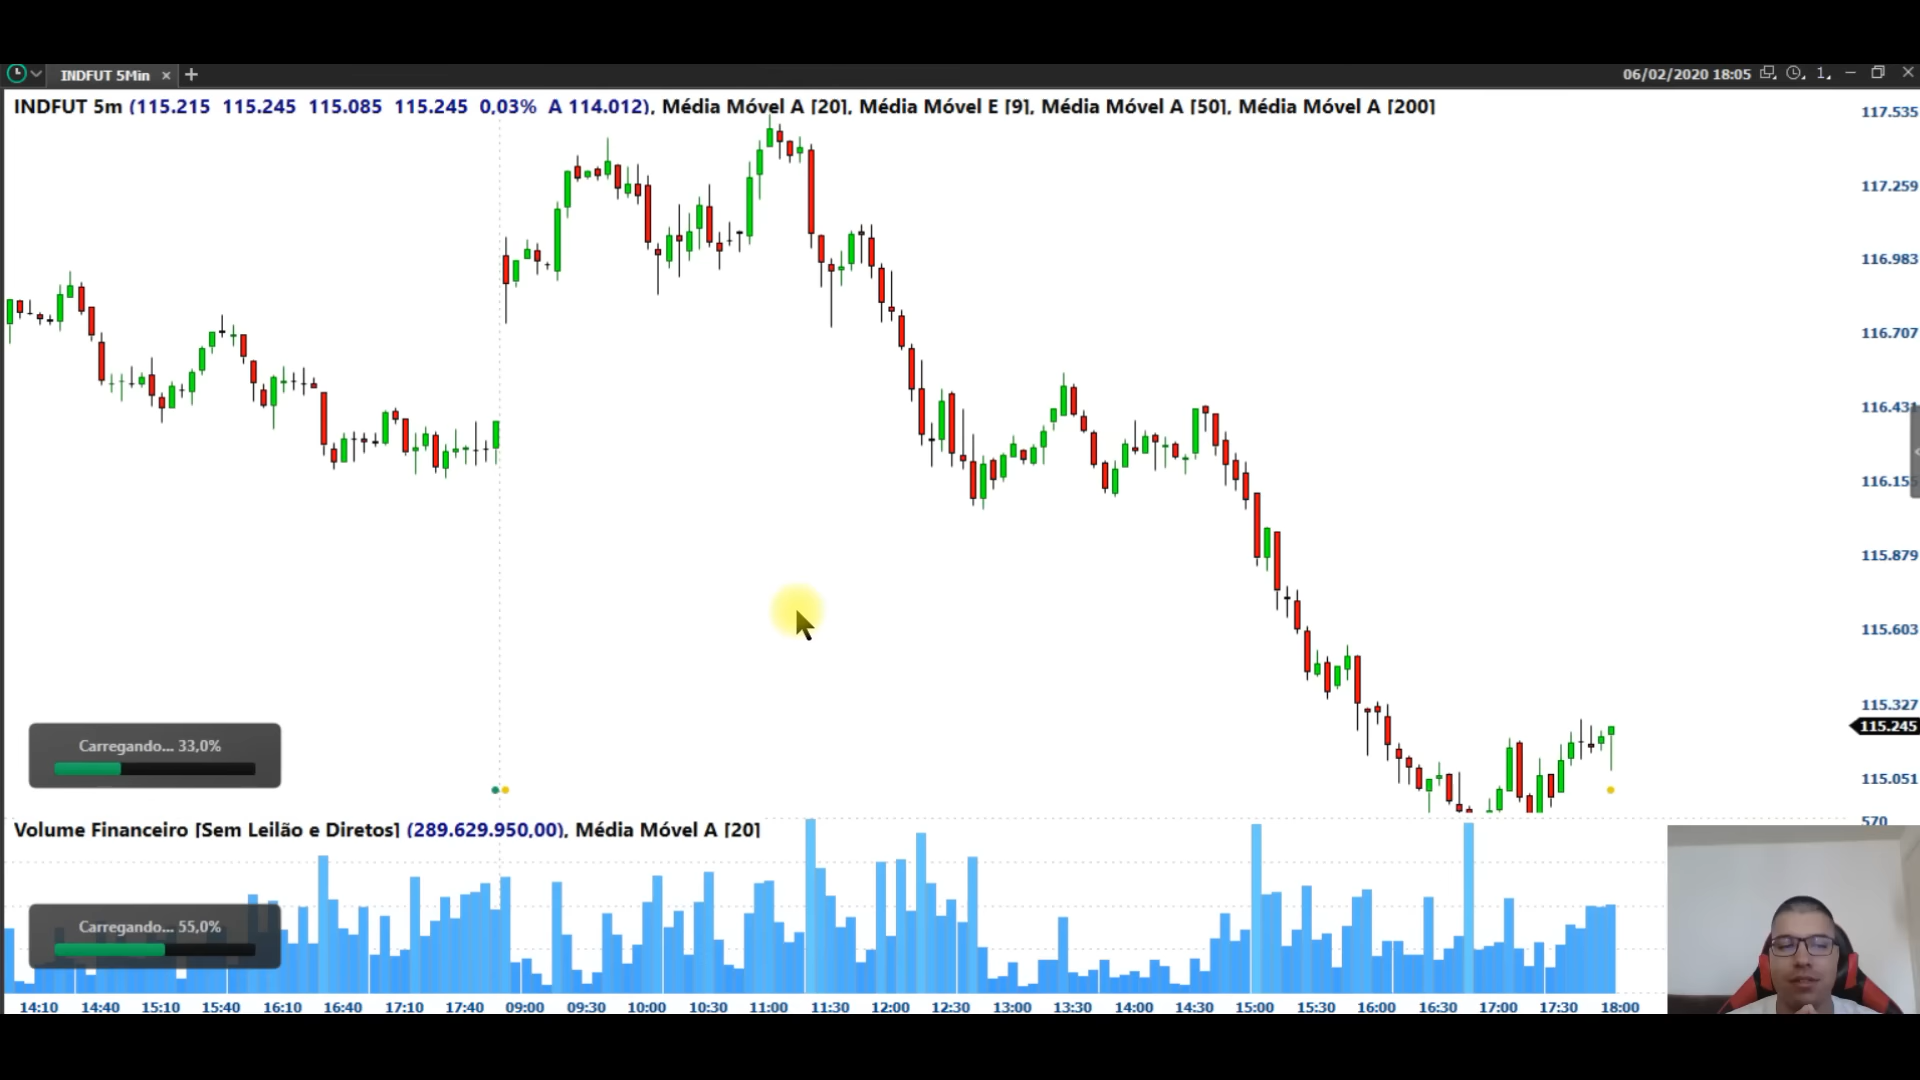 INDFUT 5Min × +
06/02/2020 18:05 1
INDFUT 5m (115.215 115.245 115.085 115.245 0,03% A 114.012), Média Móvel A [20], Média Móvel E [9], Média Móvel A [50], Média Móvel A [200]
117.535
117.259
116.983
116.707
116.431
116.155
115.879
115.603
115.327
115.245
115.051
Carregando... 33,0%
Volume Financeiro [Sem Leilão e Diretos] (289.629.950,00), Média Móvel A [20]
570
Carregando... 55,0%
14:10 14:40 15:10 15:40 16:10 16:40 17:10 17:40 09:00 09:30 10:00 10:30 11:00 11:30 12:00 12:30 13:00 13:30 14:00 14:30 15:00 15:30 16:00 16:30 17:00 17:30 18:00